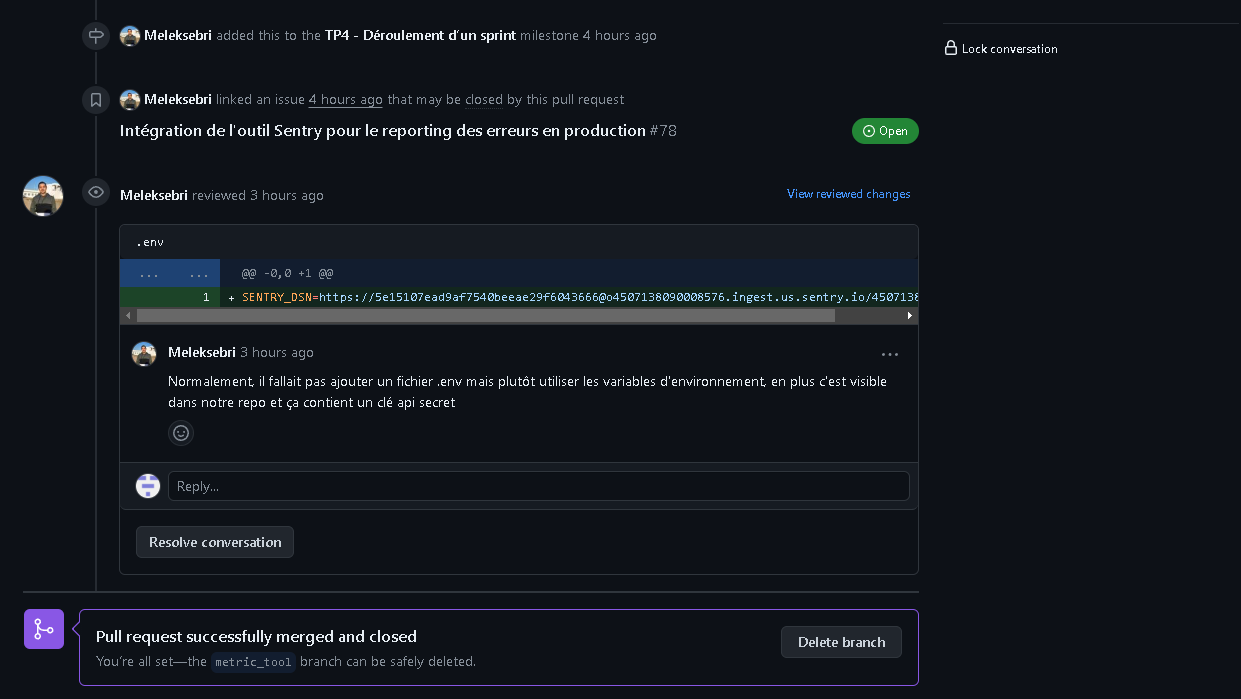 Meleksebri added this to the TP4 - Déroulement d'un sprint milestone 4 hours ago
Lock conversation
Meleksebri linked an issue 4 hours ago that may be closed by this pull request
Intégration de l'outil Sentry pour le reporting des erreurs en production #78
Open
Meleksebri reviewed 3 hours ago
View reviewed changes
.env
... ... @@ -0,0 +1 @@
1 + SENTRY_DSN=https://5e15107ead9af7540beeae29f6043666@o4507138090008576.ingest.us.sentry.io/450713
Meleksebri 3 hours ago
Normalement, il fallait pas ajouter un fichier .env mais plutôt utiliser les variables d'environnement, en plus c'est visible
dans notre repo et ça contient un clé api secret
Reply...
Resolve conversation
Pull request successfully merged and closed
You're all set—the metric_tool branch can be safely deleted.
Delete branch